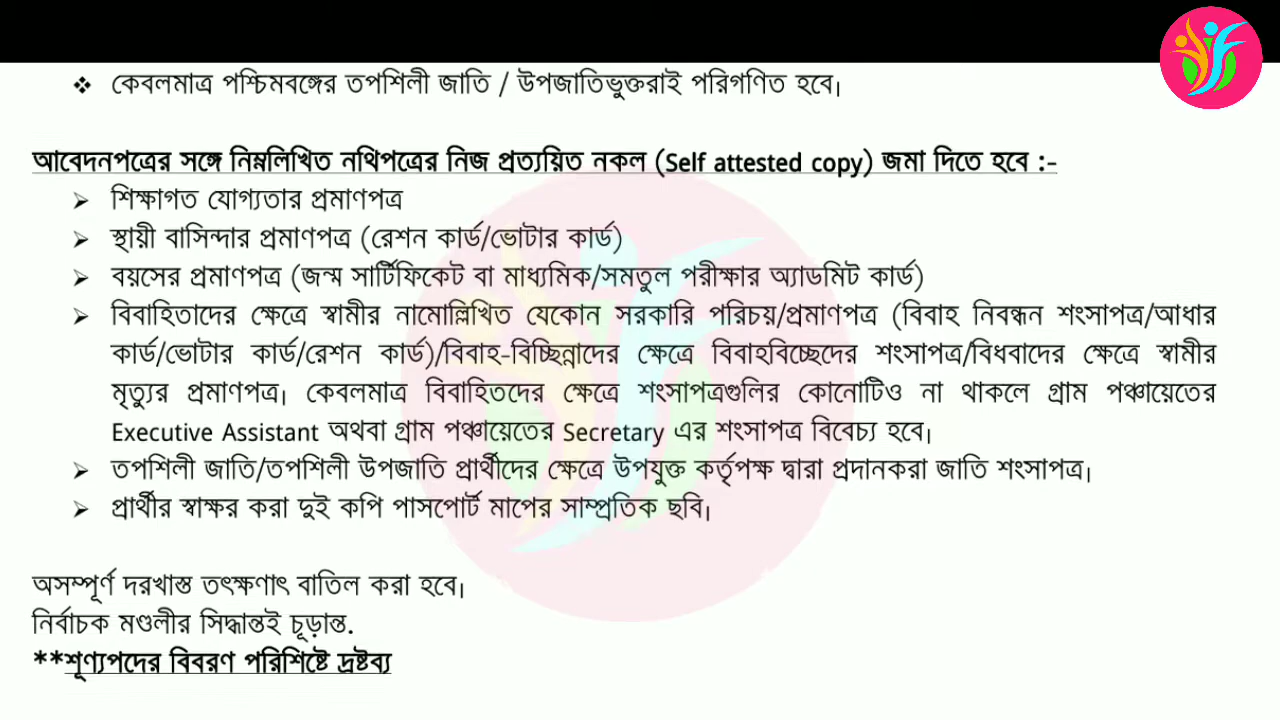 ❖ কেবলমাত্র পশ্চিমবঙ্গের তপশিলী জাতি / উপজাতিভুক্তরাই পরিগণিত হবে।
আবেদনপত্রের সঙ্গে নিম্নলিখিত নথিপত্রের নিজ প্রত্যয়িত নকল (Self attested copy) জমা দিতে হবে :-
➢ শিক্ষাগত যোগ্যতার প্রমাণপত্র
➢ স্থায়ী বাসিন্দার প্রমাণপত্র (রেশন কার্ড/ভোটার কার্ড)
➢ বয়সের প্রমাণপত্র (জন্ম সার্টিফিকেট বা মাধ্যমিক/সমতুল পরীক্ষার অ্যাডমিট কার্ড)
➢ বিবাহিতাদের ক্ষেত্রে স্বামীর নামোল্লিখিত যেকোন সরকারি পরিচয়/প্রমাণপত্র (বিবাহ নিবন্ধন শংসাপত্র/আধার
কার্ড/ভোটার কার্ড/রেশন কার্ড)/বিবাহ-বিচ্ছিন্নাদের ক্ষেত্রে বিবাহবিচ্ছেদের শংসাপত্র/বিধবাদের ক্ষেত্রে স্বামীর
মৃত্যুর প্রমাণপত্র। কেবলমাত্র বিবাহিতদের ক্ষেত্রে শংসাপত্রগুলির কোনোটিও না থাকলে গ্রাম পঞ্চায়েতের
Executive Assistant অথবা গ্রাম পঞ্চায়েতের Secretary এর শংসাপত্র বিবেচ্য হবে।
➢ তপশিলী জাতি/তপশিলী উপজাতি প্রার্থীদের ক্ষেত্রে উপযুক্ত কর্তৃপক্ষ দ্বারা প্রদানকরা জাতি শংসাপত্র।
➢ প্রার্থীর স্বাক্ষর করা দুই কপি পাসপোর্ট মাপের সাম্প্রতিক ছবি।
অসম্পূর্ণ দরখাস্ত তৎক্ষণাৎ বাতিল করা হবে।
নির্বাচক মণ্ডলীর সিদ্ধান্তই চূড়ান্ত.
**শূণ্যপদের বিবরণ পরিশিষ্টে দ্রষ্টব্য